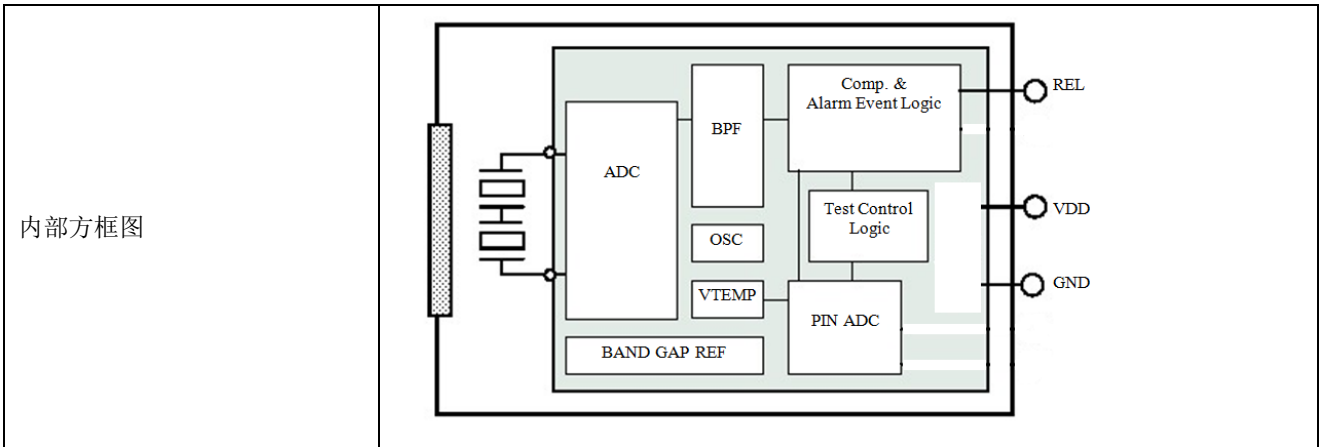 内部方框图
Comp. &
Alarm Event Logic
REL
BPF
ADC
Test Control
Logic
VDD
OSC
VTEMP
GND
PIN ADC
BAND GAP REF